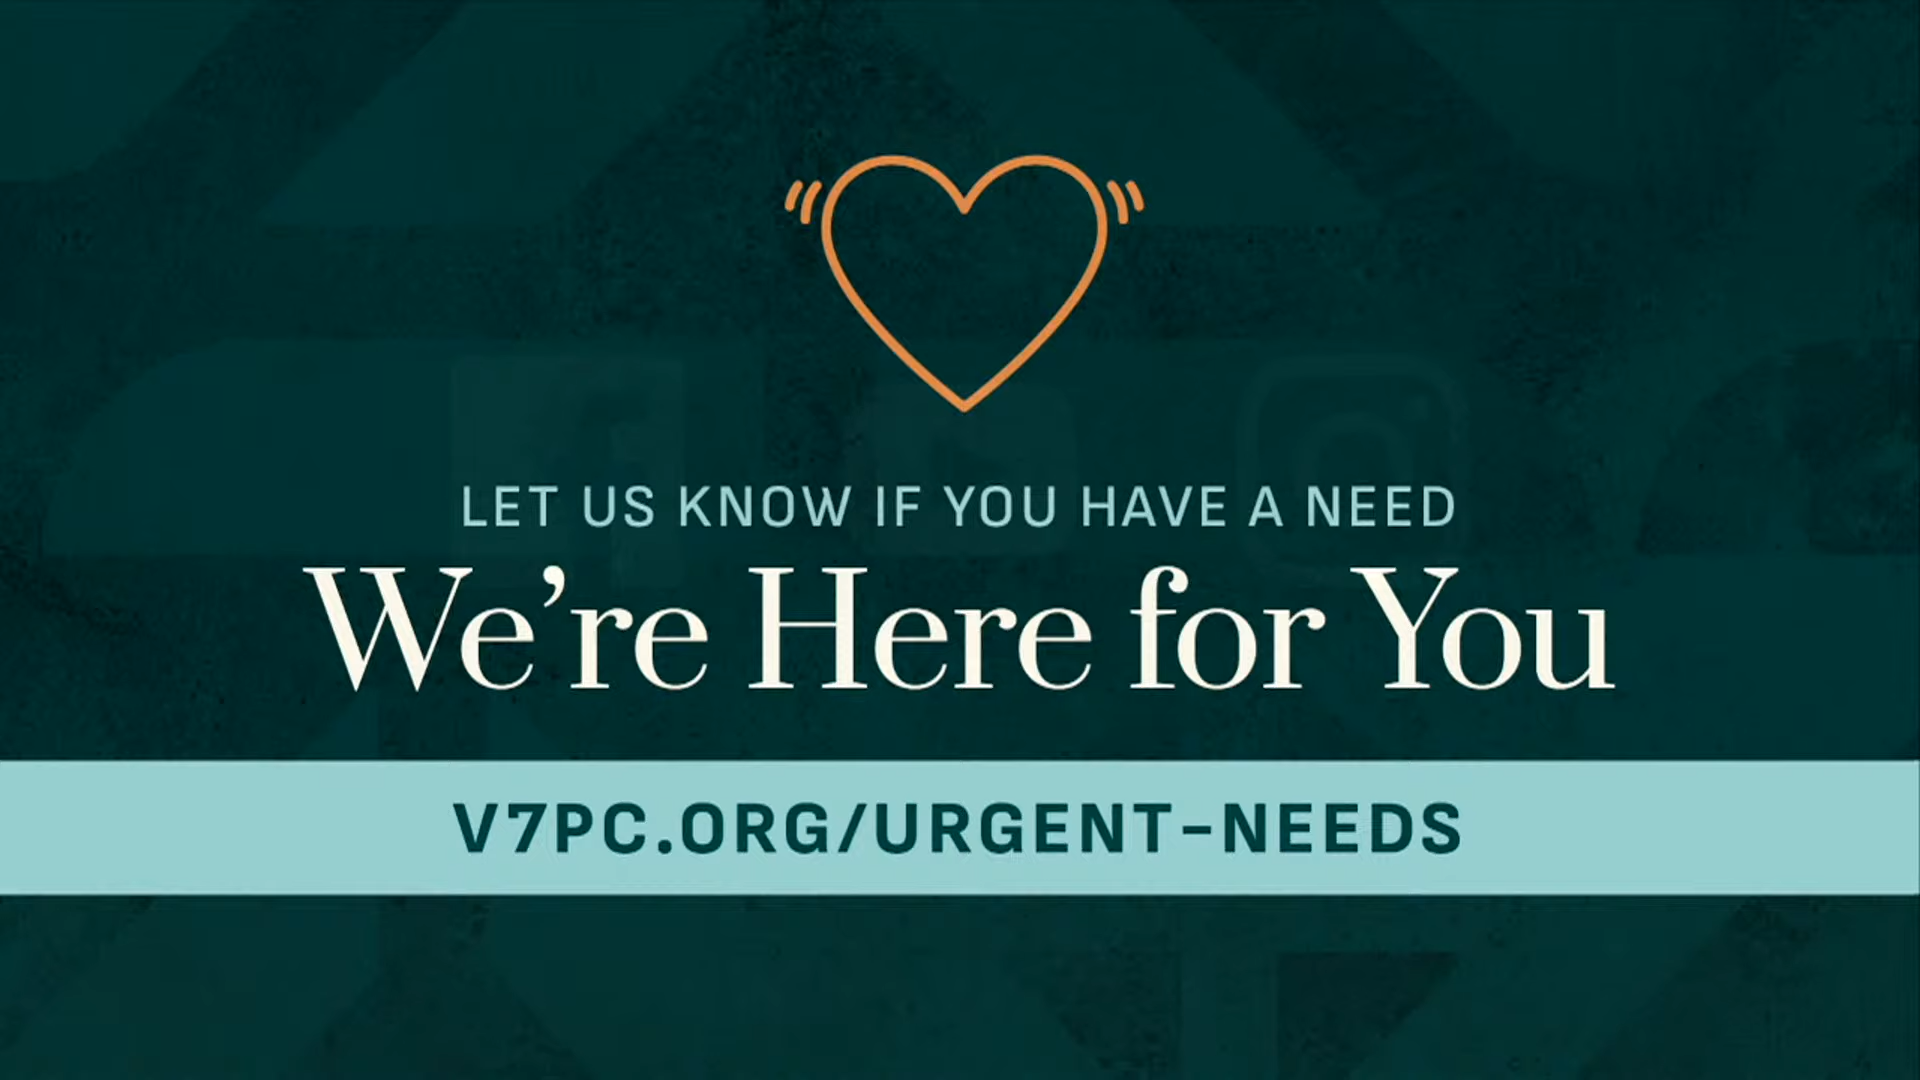 LET US KNOW IF YOU HAVE A NEED
We’re Here for You
V7PC.ORG/URGENT-NEEDS